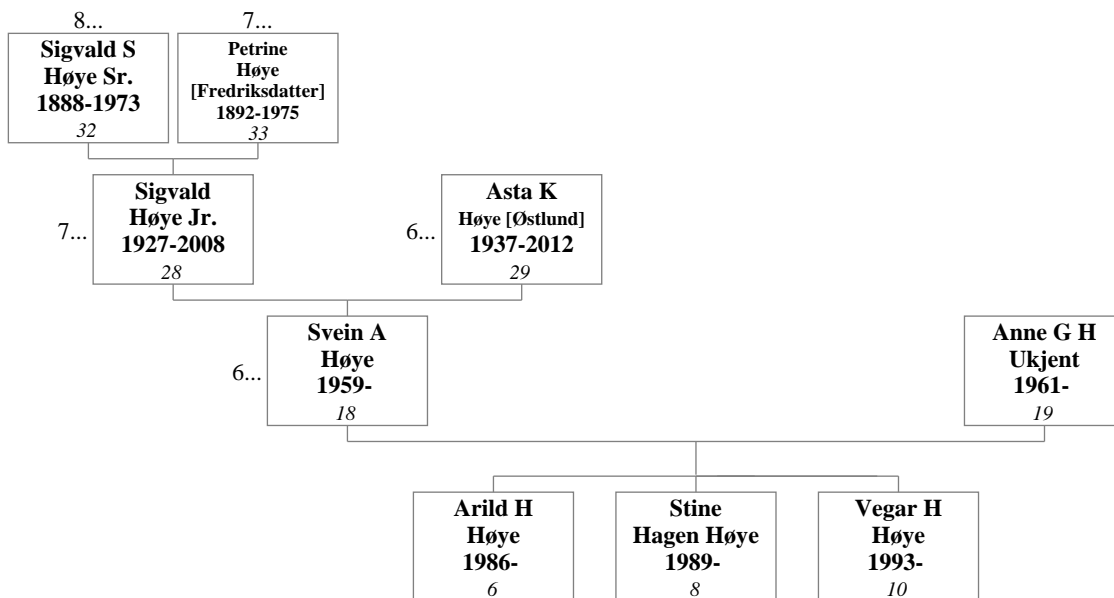 8...
7...
Sigvald S
Høye Sr.
1888-1973
32
Petrine
Høye
[Fredriksdatter]
1892-1975
33
7...
Sigvald
Høye Jr.
1927-2008
28
6...
Asta K
Høye [Østlund]
1937-2012
29
6...
Svein A
Høye
1959-
18
Anne G H
Ukjent
1961-
19
Arild H
Høye
1986-
6
Stine
Hagen Høye
1989-
8
Vegar H
Høye
1993-
10